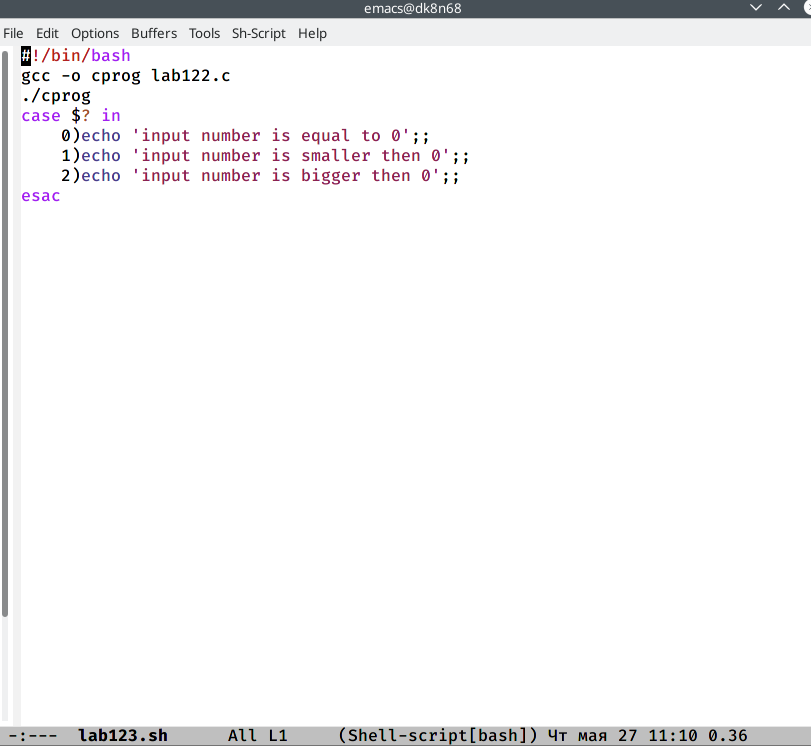 emacs@dk8n68
File Edit Options Buffers Tools Sh-Script Help
#!/bin/bash
gcc -o cprog lab122.c
./cprog
case $? in
    0)echo 'input number is equal to 0';;
    1)echo 'input number is smaller then 0';;
    2)echo 'input number is bigger then 0';;
esac
-:--- lab123.sh All L1 (Shell-script[bash]) Чт мая 27 11:10 0.36